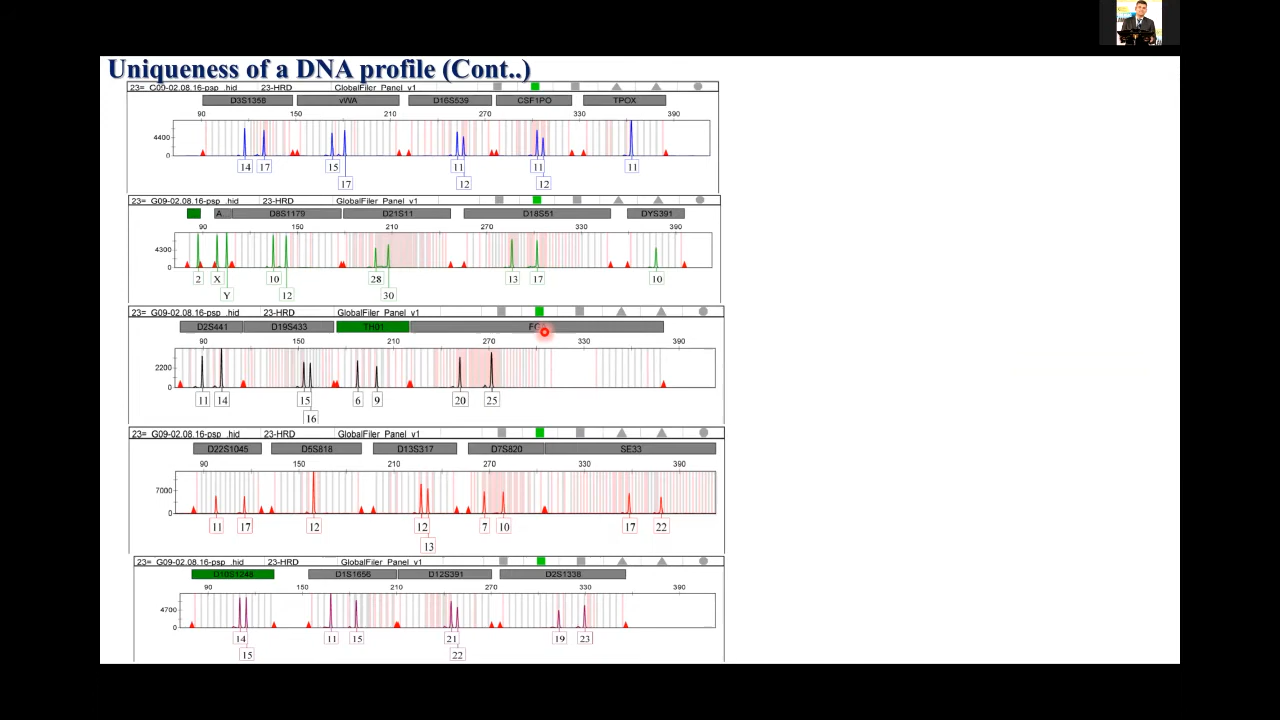 Uniqueness of a DNA profile (Cont..)
23= C09-02.08.16-psp .hid 23-HRD GlobalFiler_Panel_v1
D3S1358 vWA D16S539 CSF1PO TPOX
90 150 210 270 330 390
4400
0
14 17 15 11 11 11
17 12 12
23= G09-02.08.16-psp .hid 23-HRD GlobalFiler_Panel_v1
A D8S1179 D21S11 D18S51 DYS391
90 150 210 270 330 390
4300
0
2 X 10 28 13 17 10
Y 12 30
23= G09-02.08.16-psp .hid 23-HRD GlobalFiler_Panel_v1
D2S441 D19S433 TH01
150 210 270 330 390
2200
0
11 14 15 6 9 20 25
16
23= G09-02.08.16-psp .hid 23-HRD GlobalFiler_Panel_v1
D22S1045 D5S818 D13S317 D7S820 SE33
90 150 210 270 330 390
7000
0
11 17 12 12 7 10 17 22
13
23= G09-02.08.16-psp .hid 23-HRD GlobalFiler_Panel_v1
D10S1248 D1S1656 D12S391 D2S1338
90 150 210 270 330 390
4700
0
14 11 15 21 19 23
15 22